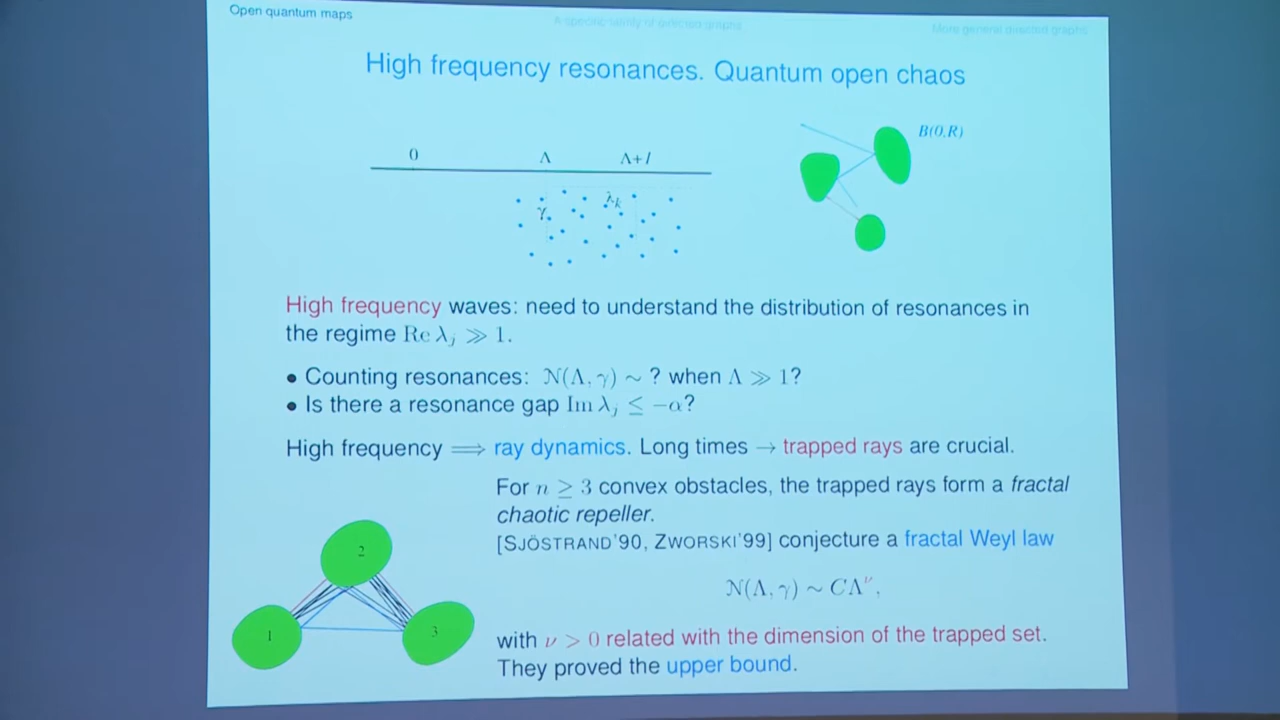 Open quantum maps
A specific family of directed graphs
More general directed graphs
High frequency resonances. Quantum open chaos
0
Λ
Λ+1
λk
γ
B(0,R)
High frequency waves: need to understand the distribution of resonances in
the regime Re λj ≫ 1.
• Counting resonances: N(Λ, γ) ∼ ? when Λ ≫ 1?
• Is there a resonance gap Im λj ≤ −α?
High frequency ⟹ ray dynamics. Long times → trapped rays are crucial.
For n ≥ 3 convex obstacles, the trapped rays form a fractal
chaotic repeller.
[SJÖSTRAND'90, ZWORSKI'99] conjecture a fractal Weyl law
N(Λ, γ) ∼ CΛ^ν,
with ν > 0 related with the dimension of the trapped set.
They proved the upper bound.
2
1
3